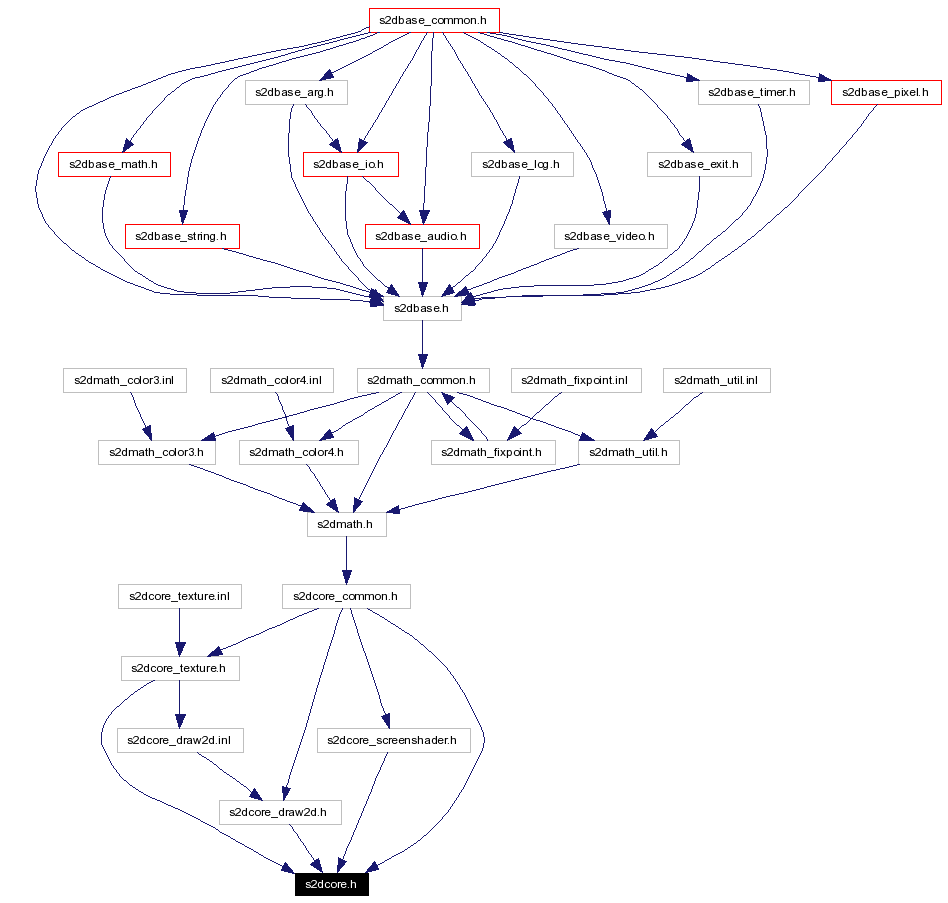 s2dbase_common.h
s2dbase_arg.h
s2dbase_timer.h
s2dbase_pixel.h
s2dbase_math.h
s2dbase_io.h
s2dbase_log.h
s2dbase_exit.h
s2dbase_string.h
s2dbase_audio.h
s2dbase_video.h
s2dbase.h
s2dmath_color3.inl
s2dmath_color4.inl
s2dmath_common.h
s2dmath_fixpoint.inl
s2dmath_util.inl
s2dmath_color3.h
s2dmath_color4.h
s2dmath_fixpoint.h
s2dmath_util.h
s2dmath.h
s2dcore_texture.inl
s2dcore_common.h
s2dcore_texture.h
s2dcore_draw2d.inl
s2dcore_screenshader.h
s2dcore_draw2d.h
s2dcore.h